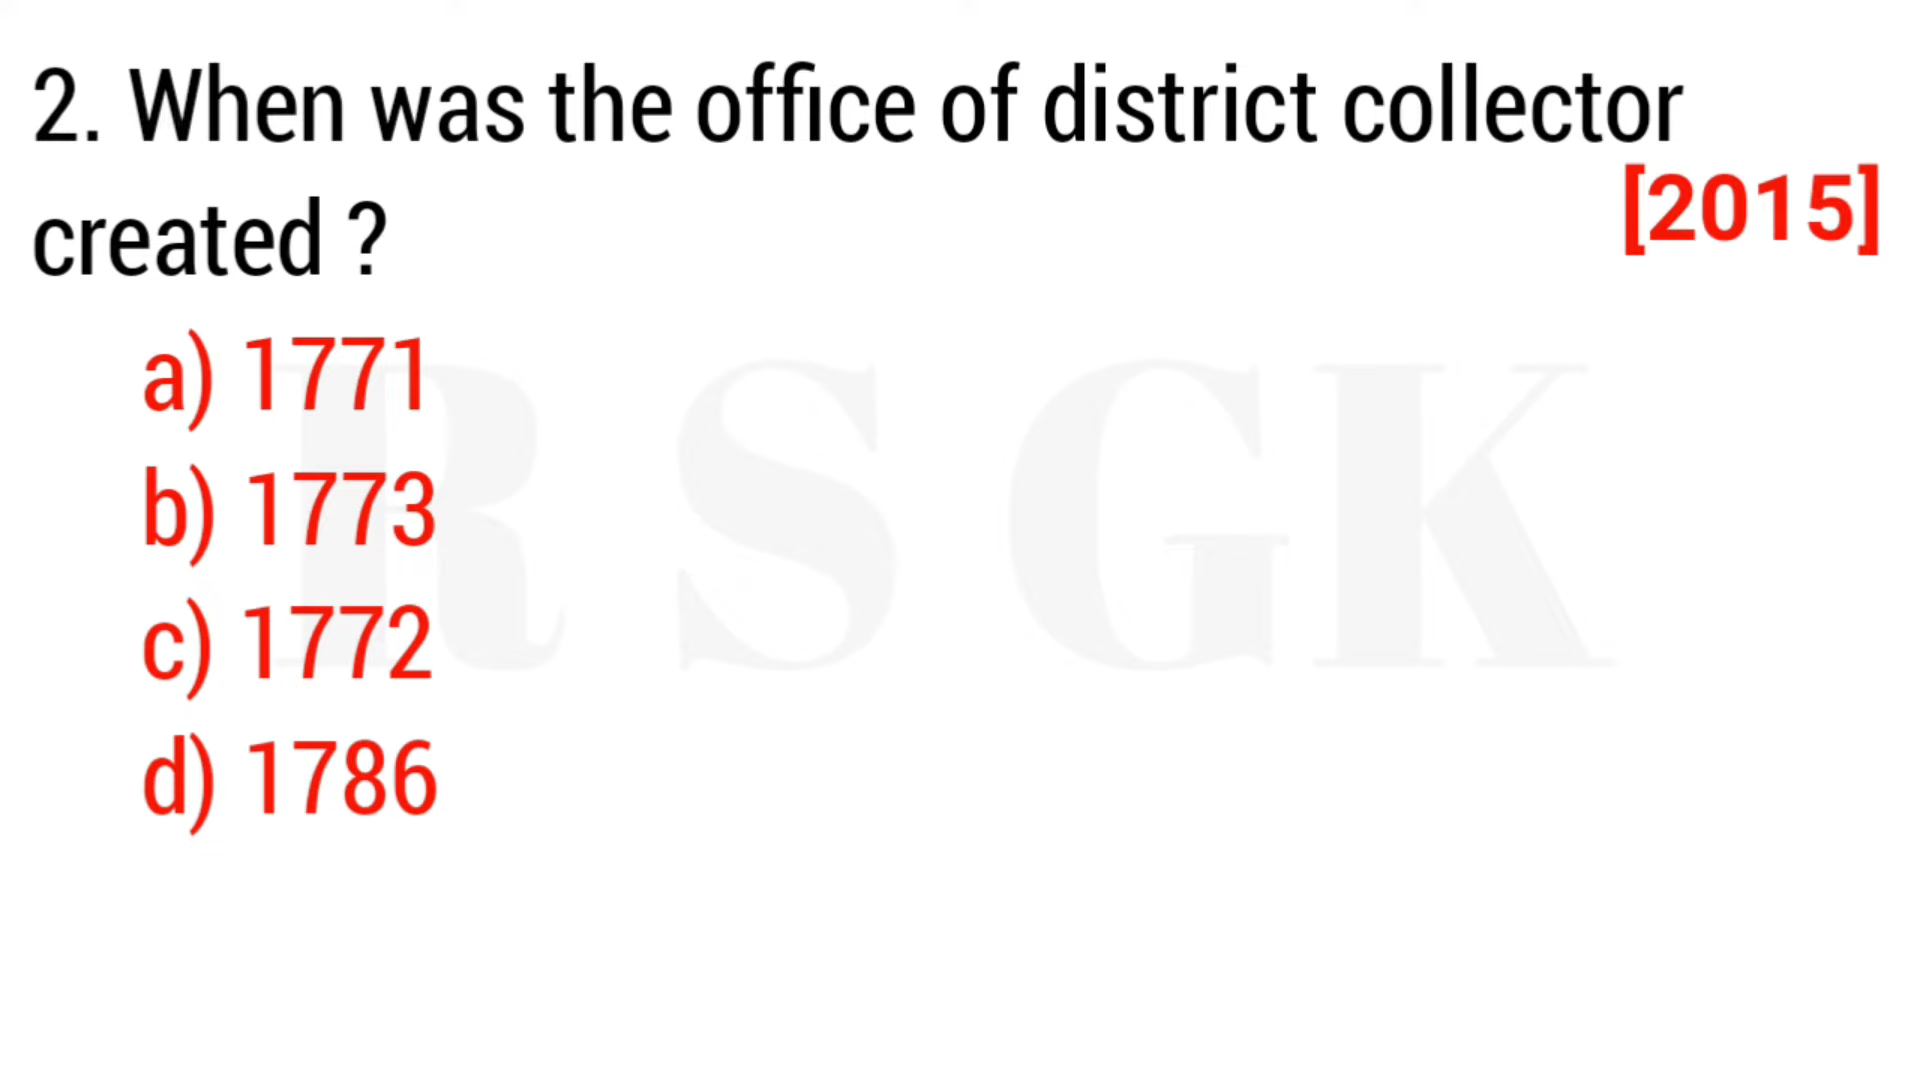 2. When was the office of district collector
created ?
[2015]
a) 1771
b) 1773
c) 1772
d) 1786
R S GK